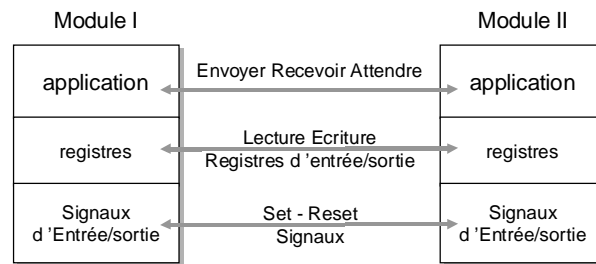 Module I
Module II
application
Envoyer Recevoir Attendre
application
registres
Lecture Ecriture
Registres d 'entrée/sortie
registres
Signaux
d 'Entrée/sortie
Set - Reset
Signaux
Signaux
d 'Entrée/sortie